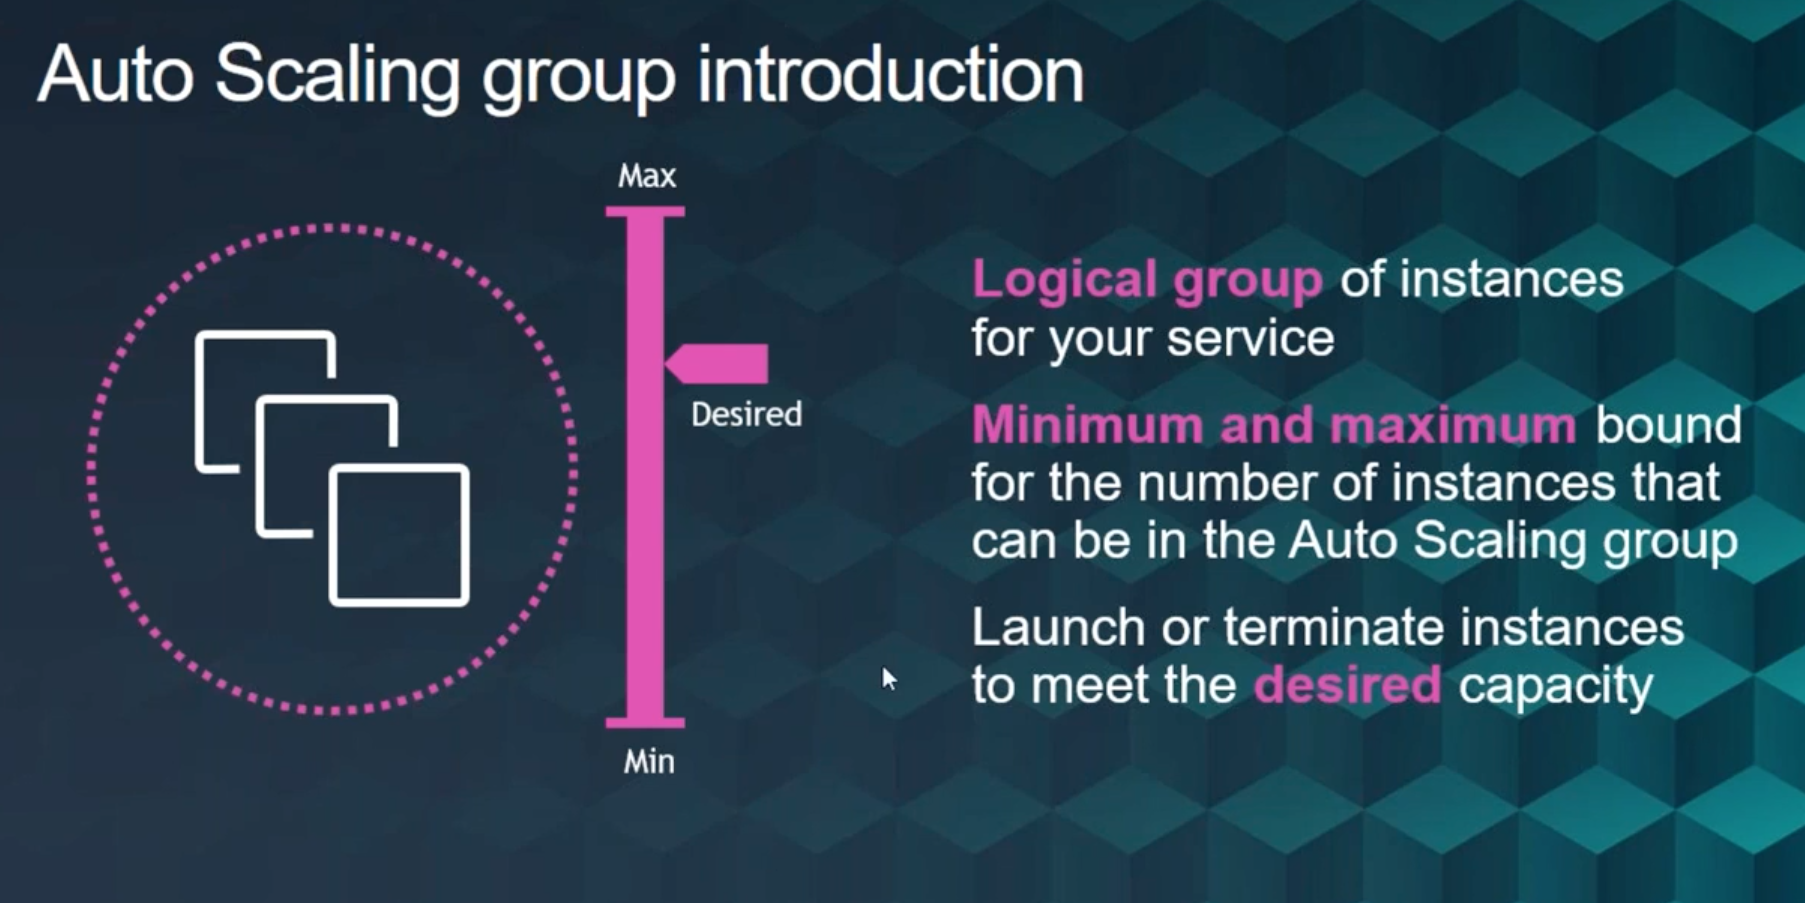 Auto Scaling group introduction
Max
Desired
Min
Logical group of instances
for your service
Minimum and maximum bound
for the number of instances that
can be in the Auto Scaling group
Launch or terminate instances
to meet the desired capacity